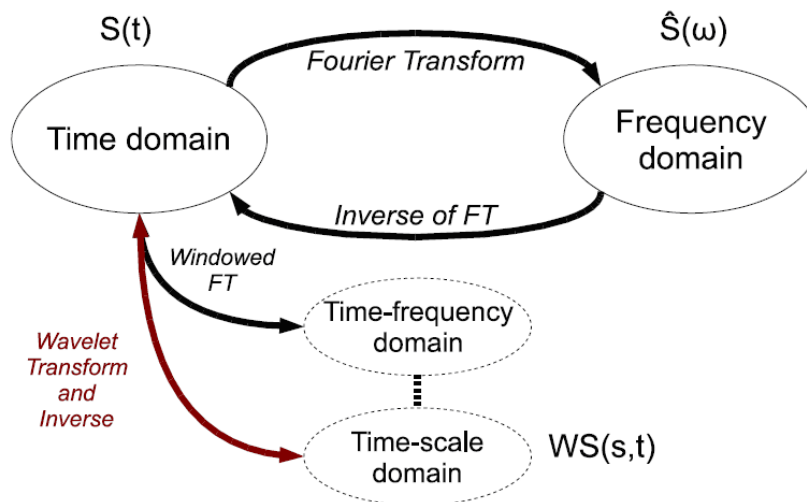 S(t)
Ŝ(ω)
Fourier Transform
Time domain
Frequency
domain
Inverse of FT
Windowed
FT
Time-frequency
domain
Wavelet
Transform
and
Inverse
Time-scale
domain
WS(s,t)